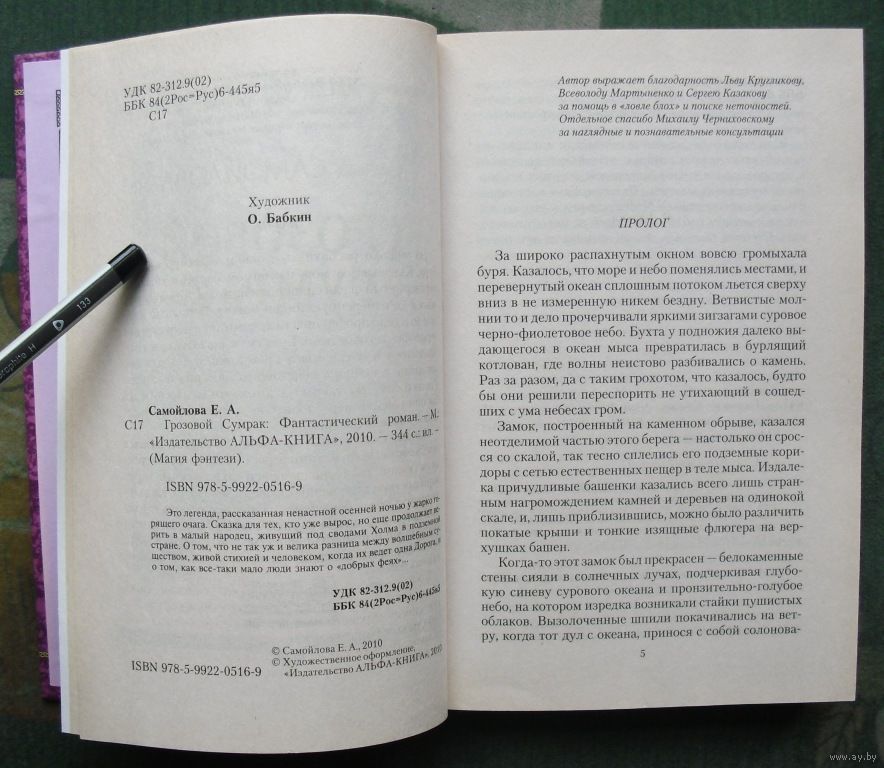 УДК 82-312.9(02)
ББК 84(2Рос=Рус)6-445я5
С17
Художник
О. Бабкин
133
graphite H
Самойлова Е. А.
С17 Грозовой Сумрак: Фантастический роман. — М.:
«Издательство АЛЬФА-КНИГА», 2010. — 344 с.: ил. —
(Магия фэнтези).
ISBN 978-5-9922-0516-9
Это легенда, рассказанная ненастной осенней ночью у жарко го-
рящего очага. Сказка для тех, кто уже вырос, но еще продолжает ве-
рить в малый народец, живущий под сводами Холма в подземной
стране. О том, что не так уж и велика разница между волшебным су-
ществом, живой стихией и человеком, когда их ведет одна Дорога, и
о том, как все-таки мало люди знают о «добрых феях»...
УДК 82-312.9(02)
ББК 84(2Рос=Рус)6-445я5
© Самойлова Е. А., 2010
© Художественное оформление,
«Издательство АЛЬФА-КНИГА», 2010
ISBN 978-5-9922-0516-9
Автор выражает благодарность Льву Кругликову,
Всеволоду Мартыненко и Сергею Казакову
за помощь в «ловле блох» и поиске неточностей.
Отдельное спасибо Михаилу Черниховскому
за наглядные и познавательные консультации
ПРОЛОГ
За широко распахнутым окном вовсю громыхала
буря. Казалось, что море и небо поменялись местами, и
перевернутый океан сплошным потоком льется сверху
вниз в не измеренную никем бездну. Ветвистые мол-
нии то и дело прочерчивали яркими зигзагами суровое
черно-фиолетовое небо. Бухта у подножия далеко вы-
дающегося в океан мыса превратилась в бурлящий
котлован, где волны неистово разбивались о камень.
Раз за разом, да с таким грохотом, что казалось, будто
бы они решили переспорить не утихающий в сошед-
ших с ума небесах гром.
Замок, построенный на каменном обрыве, казался
неотделимой частью этого берега — настолько он срос-
ся со скалой, так тесно сплелись его подземные кори-
доры с сетью естественных пещер в теле мыса. Издале-
ка причудливые башенки казались всего лишь стран-
ным нагромождением камней и деревьев на одинокой
скале, и, лишь приблизившись, можно было различить
покатые крыши и тонкие изящные флюгера на вер-
хушках башен.
Когда-то этот замок был прекрасен — белокаменные
стены сияли в солнечных лучах, подчеркивая глубо-
кую синеву сурового океана и пронзительно-голубое
небо, на котором изредка возникали стайки пушистых
облаков. Вызолоченные шпили покачивались на вет-
ру, когда тот дул с океана, принося с собой солонова-
5
www.ay.by